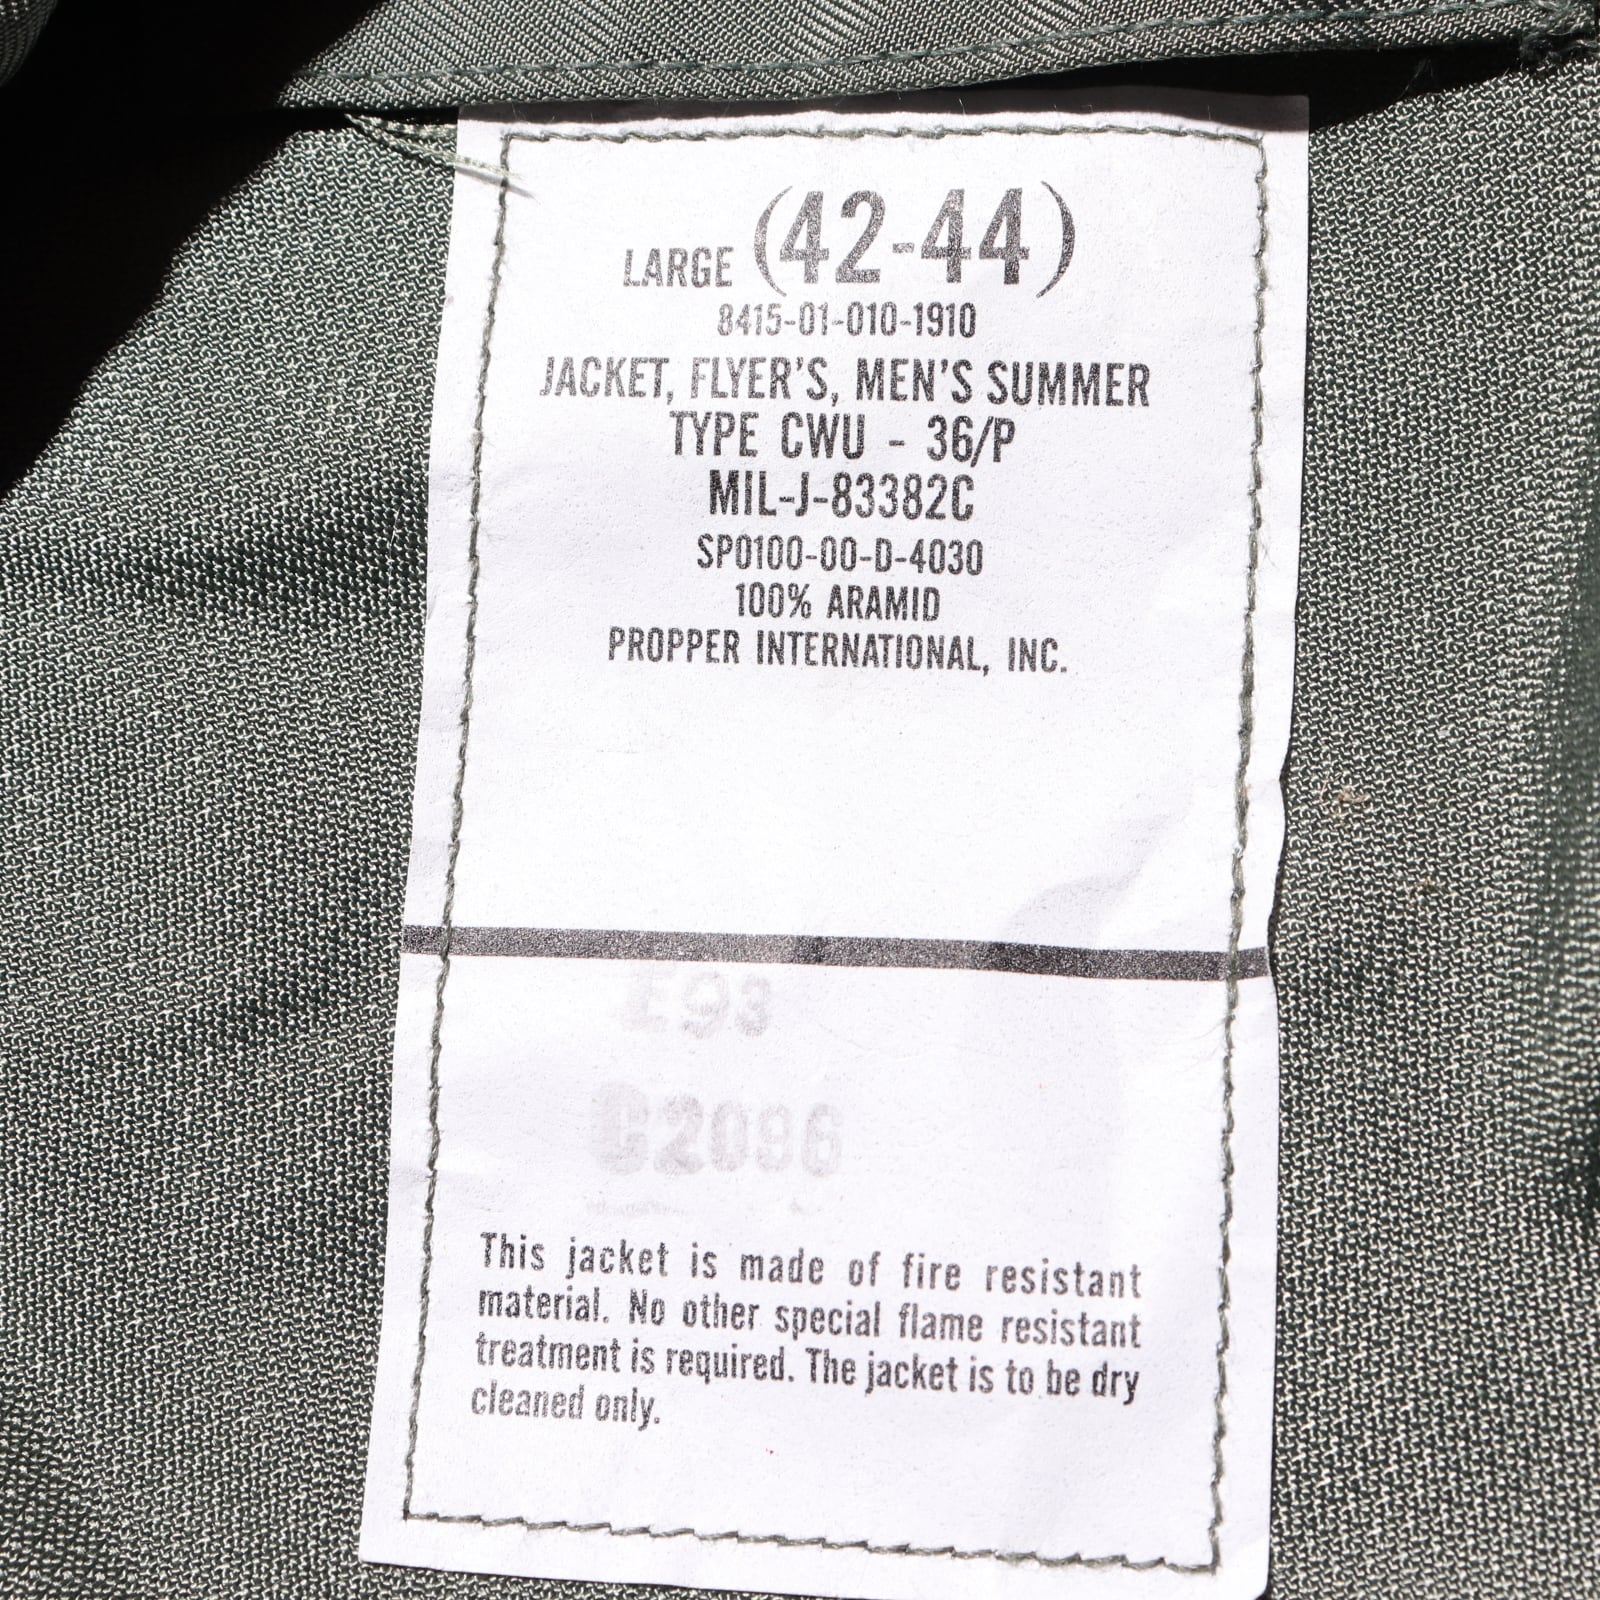 LARGE (42-44)
8415-01-010-1910
JACKET, FLYER'S, MEN'S SUMMER
TYPE CWU - 36/P
MIL-J-83382C
SP0100-00-D-4030
100% ARAMID
PROPPER INTERNATIONAL, INC.
E93
C2096
This jacket is made of fire resistant
material. No other special flame resistant
treatment is required. The jacket is to be dry
cleaned only.